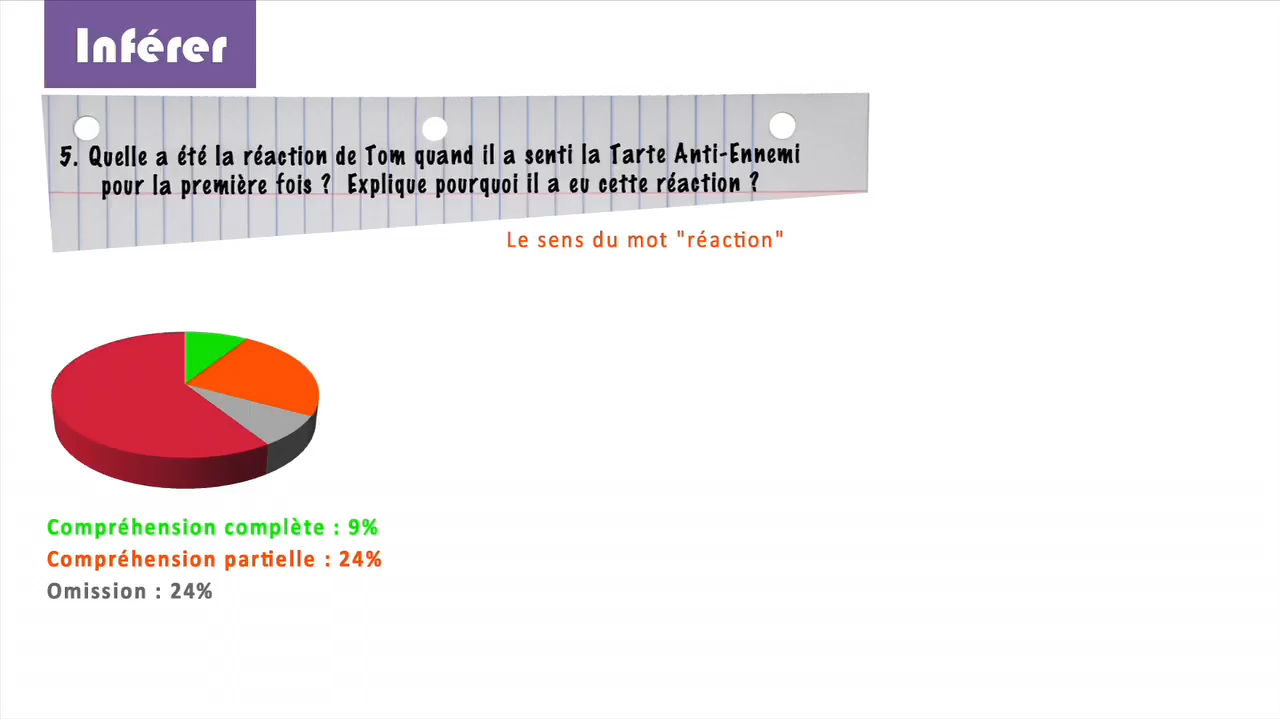 Inférer
5. Quelle a été la réaction de Tom quand il a senti la Tarte Anti-Ennemi
pour la première fois ? Explique pourquoi il a eu cette réaction ?
Le sens du mot "réaction"
Compréhension complète : 9%
Compréhension partielle : 24%
Omission : 24%